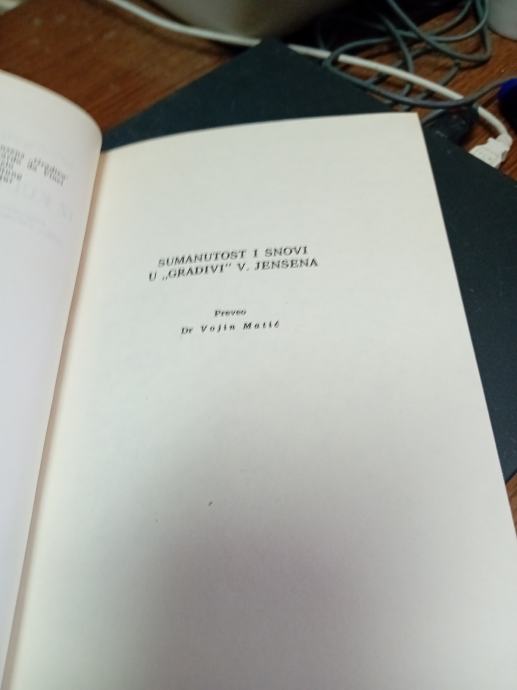 SUMANUTOST I SNOVI
U „GRADIVI" V. JENSENA
Preveo
Dr Vojin Matić